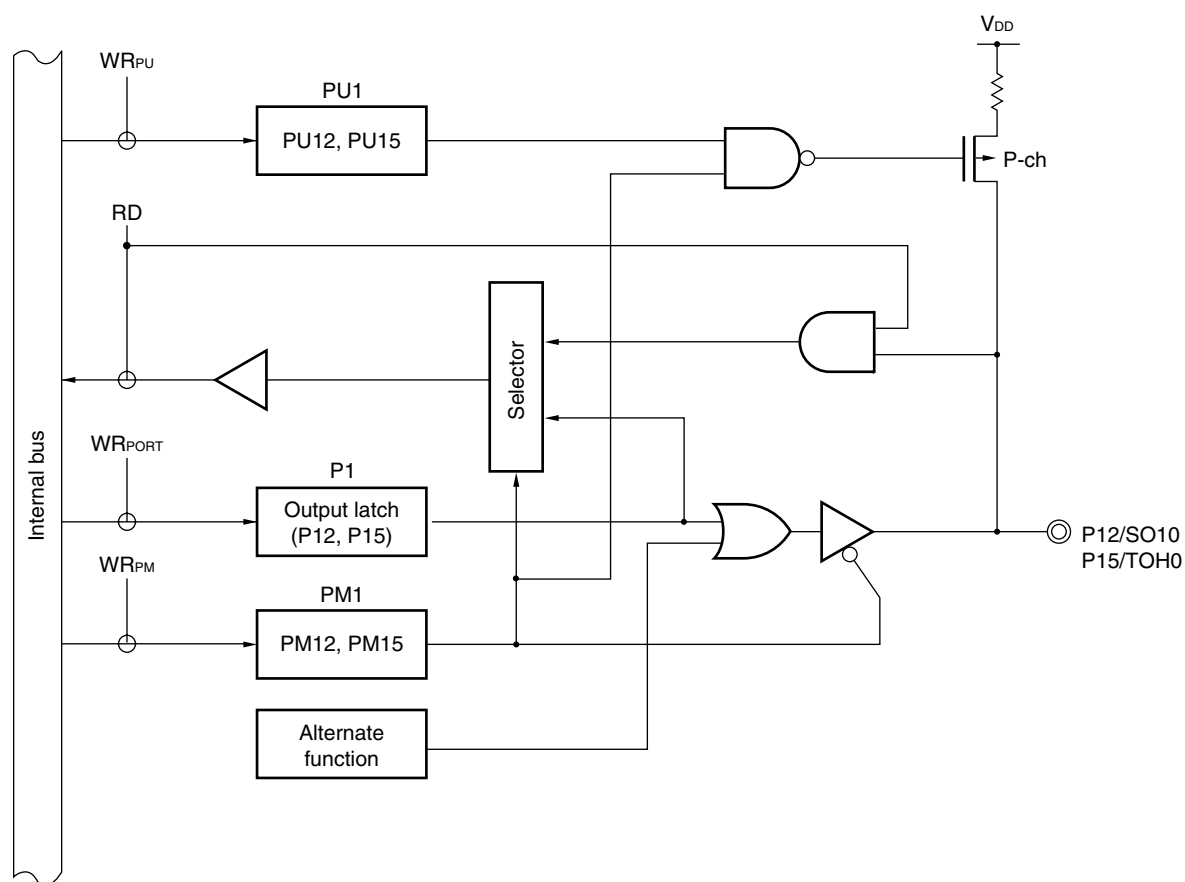 VDD
WRPU
PU1
PU12, PU15
P-ch
RD
Selector
Internal bus
WRPORT
P1
Output latch
(P12, P15)
P12/SO10
P15/TOH0
WRPM
PM1
PM12, PM15
Alternate
function